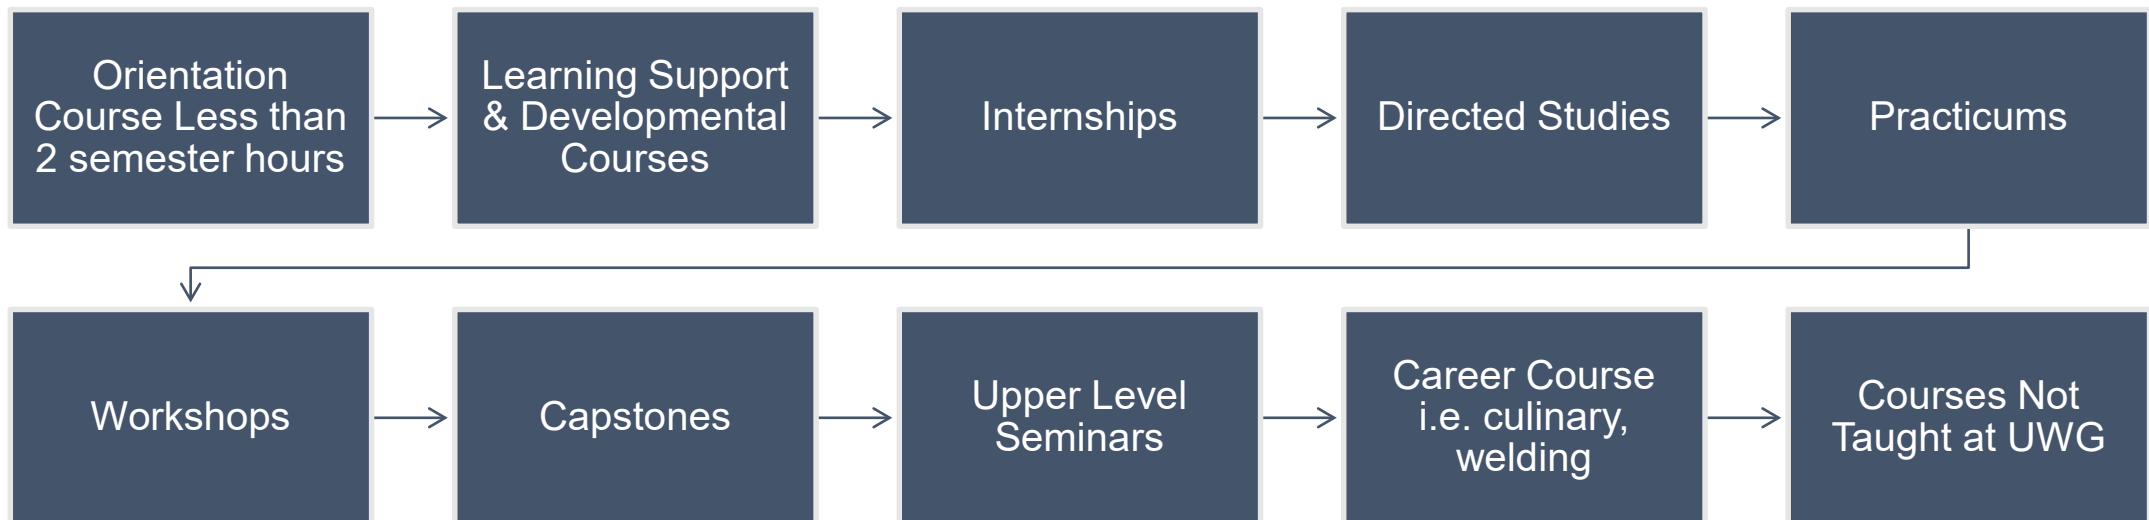 Orientation
Course Less than
2 semester hours
Learning Support
& Developmental
Courses
Internships
Directed Studies
Practicums
Workshops
Capstones
Upper Level
Seminars
Career Course
i.e. culinary,
welding
Courses Not
Taught at UWG